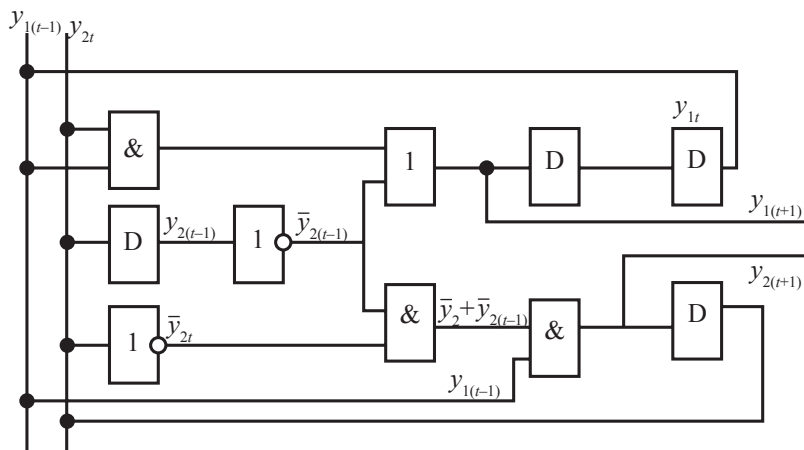 y1(t–1) y2t
& 1 D y1t D
D y2(t–1) 1 ȳ2(t–1) y1(t+1)
1 ȳ2t & ȳ2+ȳ2(t–1) & D y2(t+1)
y1(t–1)